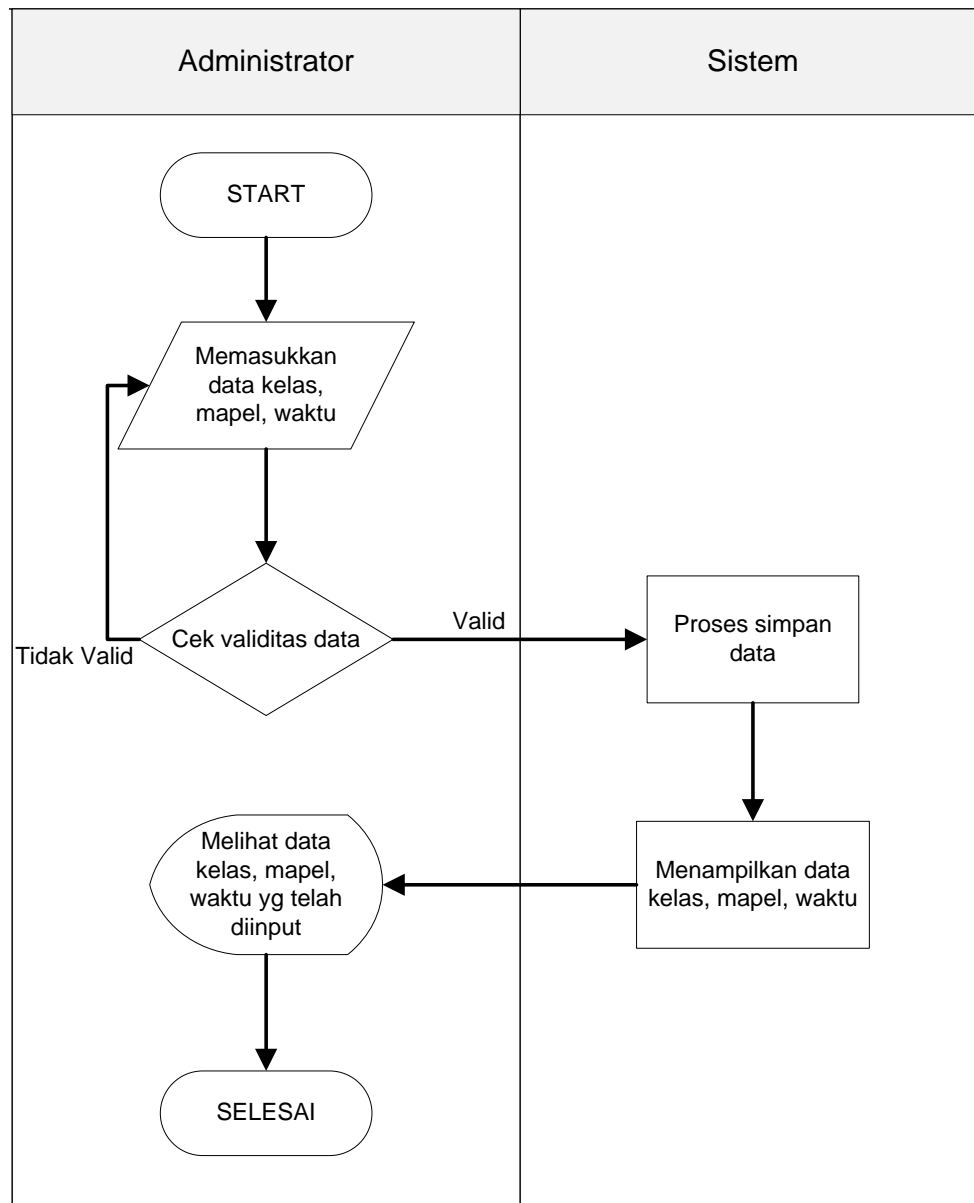 Administrator
Sistem
START
Memasukkan
data kelas,
mapel, waktu
Cek validitas data
Valid
Tidak Valid
Proses simpan
data
Menampilkan data
kelas, mapel, waktu
Melihat data
kelas, mapel,
waktu yg telah
diinput
SELESAI